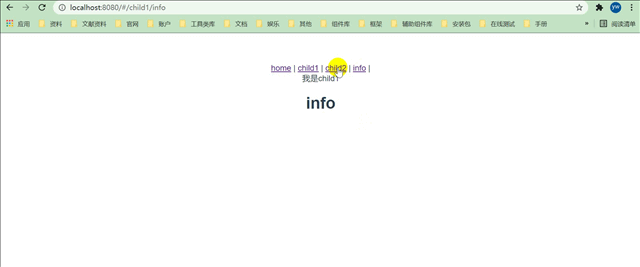 localhost:8080/#/child1/info
应用 资料 文献资料 官网 账户 工具类库 文档 娱乐 其他 组件库 框架 辅助组件库 安装包 在线测试 手册 » 阅读清单
home | child1 | child2 | info |
我是child1
info